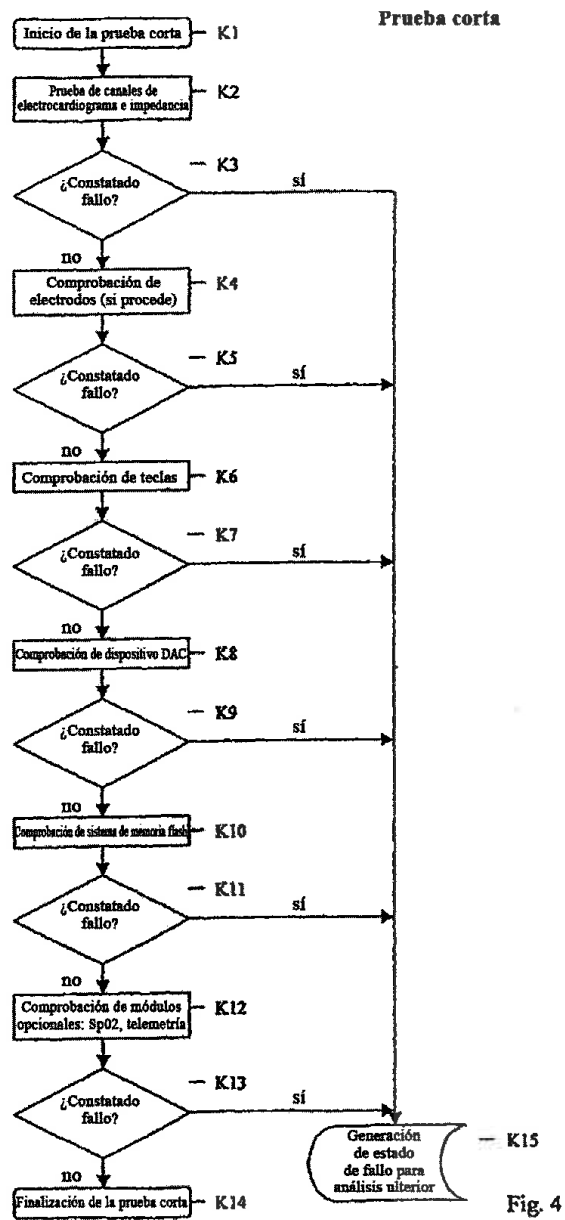 Prueba corta
Inicio de la prueba corta
K1
Prueba de canales de
electrocardiograma e impedancia
K2
¿Constatado
fallo?
K3
sí
no
Comprobación de
electrodos (si procede)
K4
¿Constatado
fallo?
K5
sí
no
Comprobación de teclas
K6
¿Constatado
fallo?
K7
sí
no
Comprobación de dispositivo DAC
K8
¿Constatado
fallo?
K9
sí
no
Comprobación de sistema de memoria flash
K10
¿Constatado
fallo?
K11
sí
no
Comprobación de módulos
opcionales: Sp02, telemetría
K12
¿Constatado
fallo?
K13
sí
no
Generación
de estado
de fallo para
análisis ulterior
K15
Finalización de la prueba corta
K14
Fig. 4